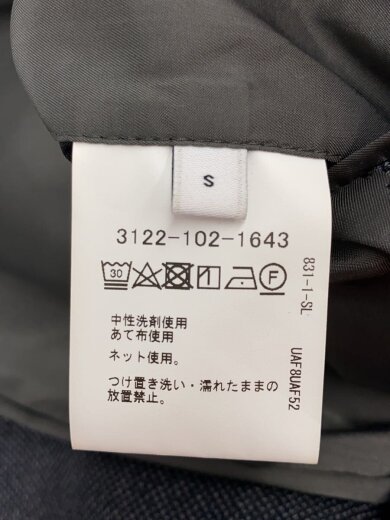 S
3122-102-1643
30
F
中性洗剤使用
あて布使用
ネット使用。
つけ置き洗い・濡れたままの
放置禁止。
831-1-SL
UAF8UAF52